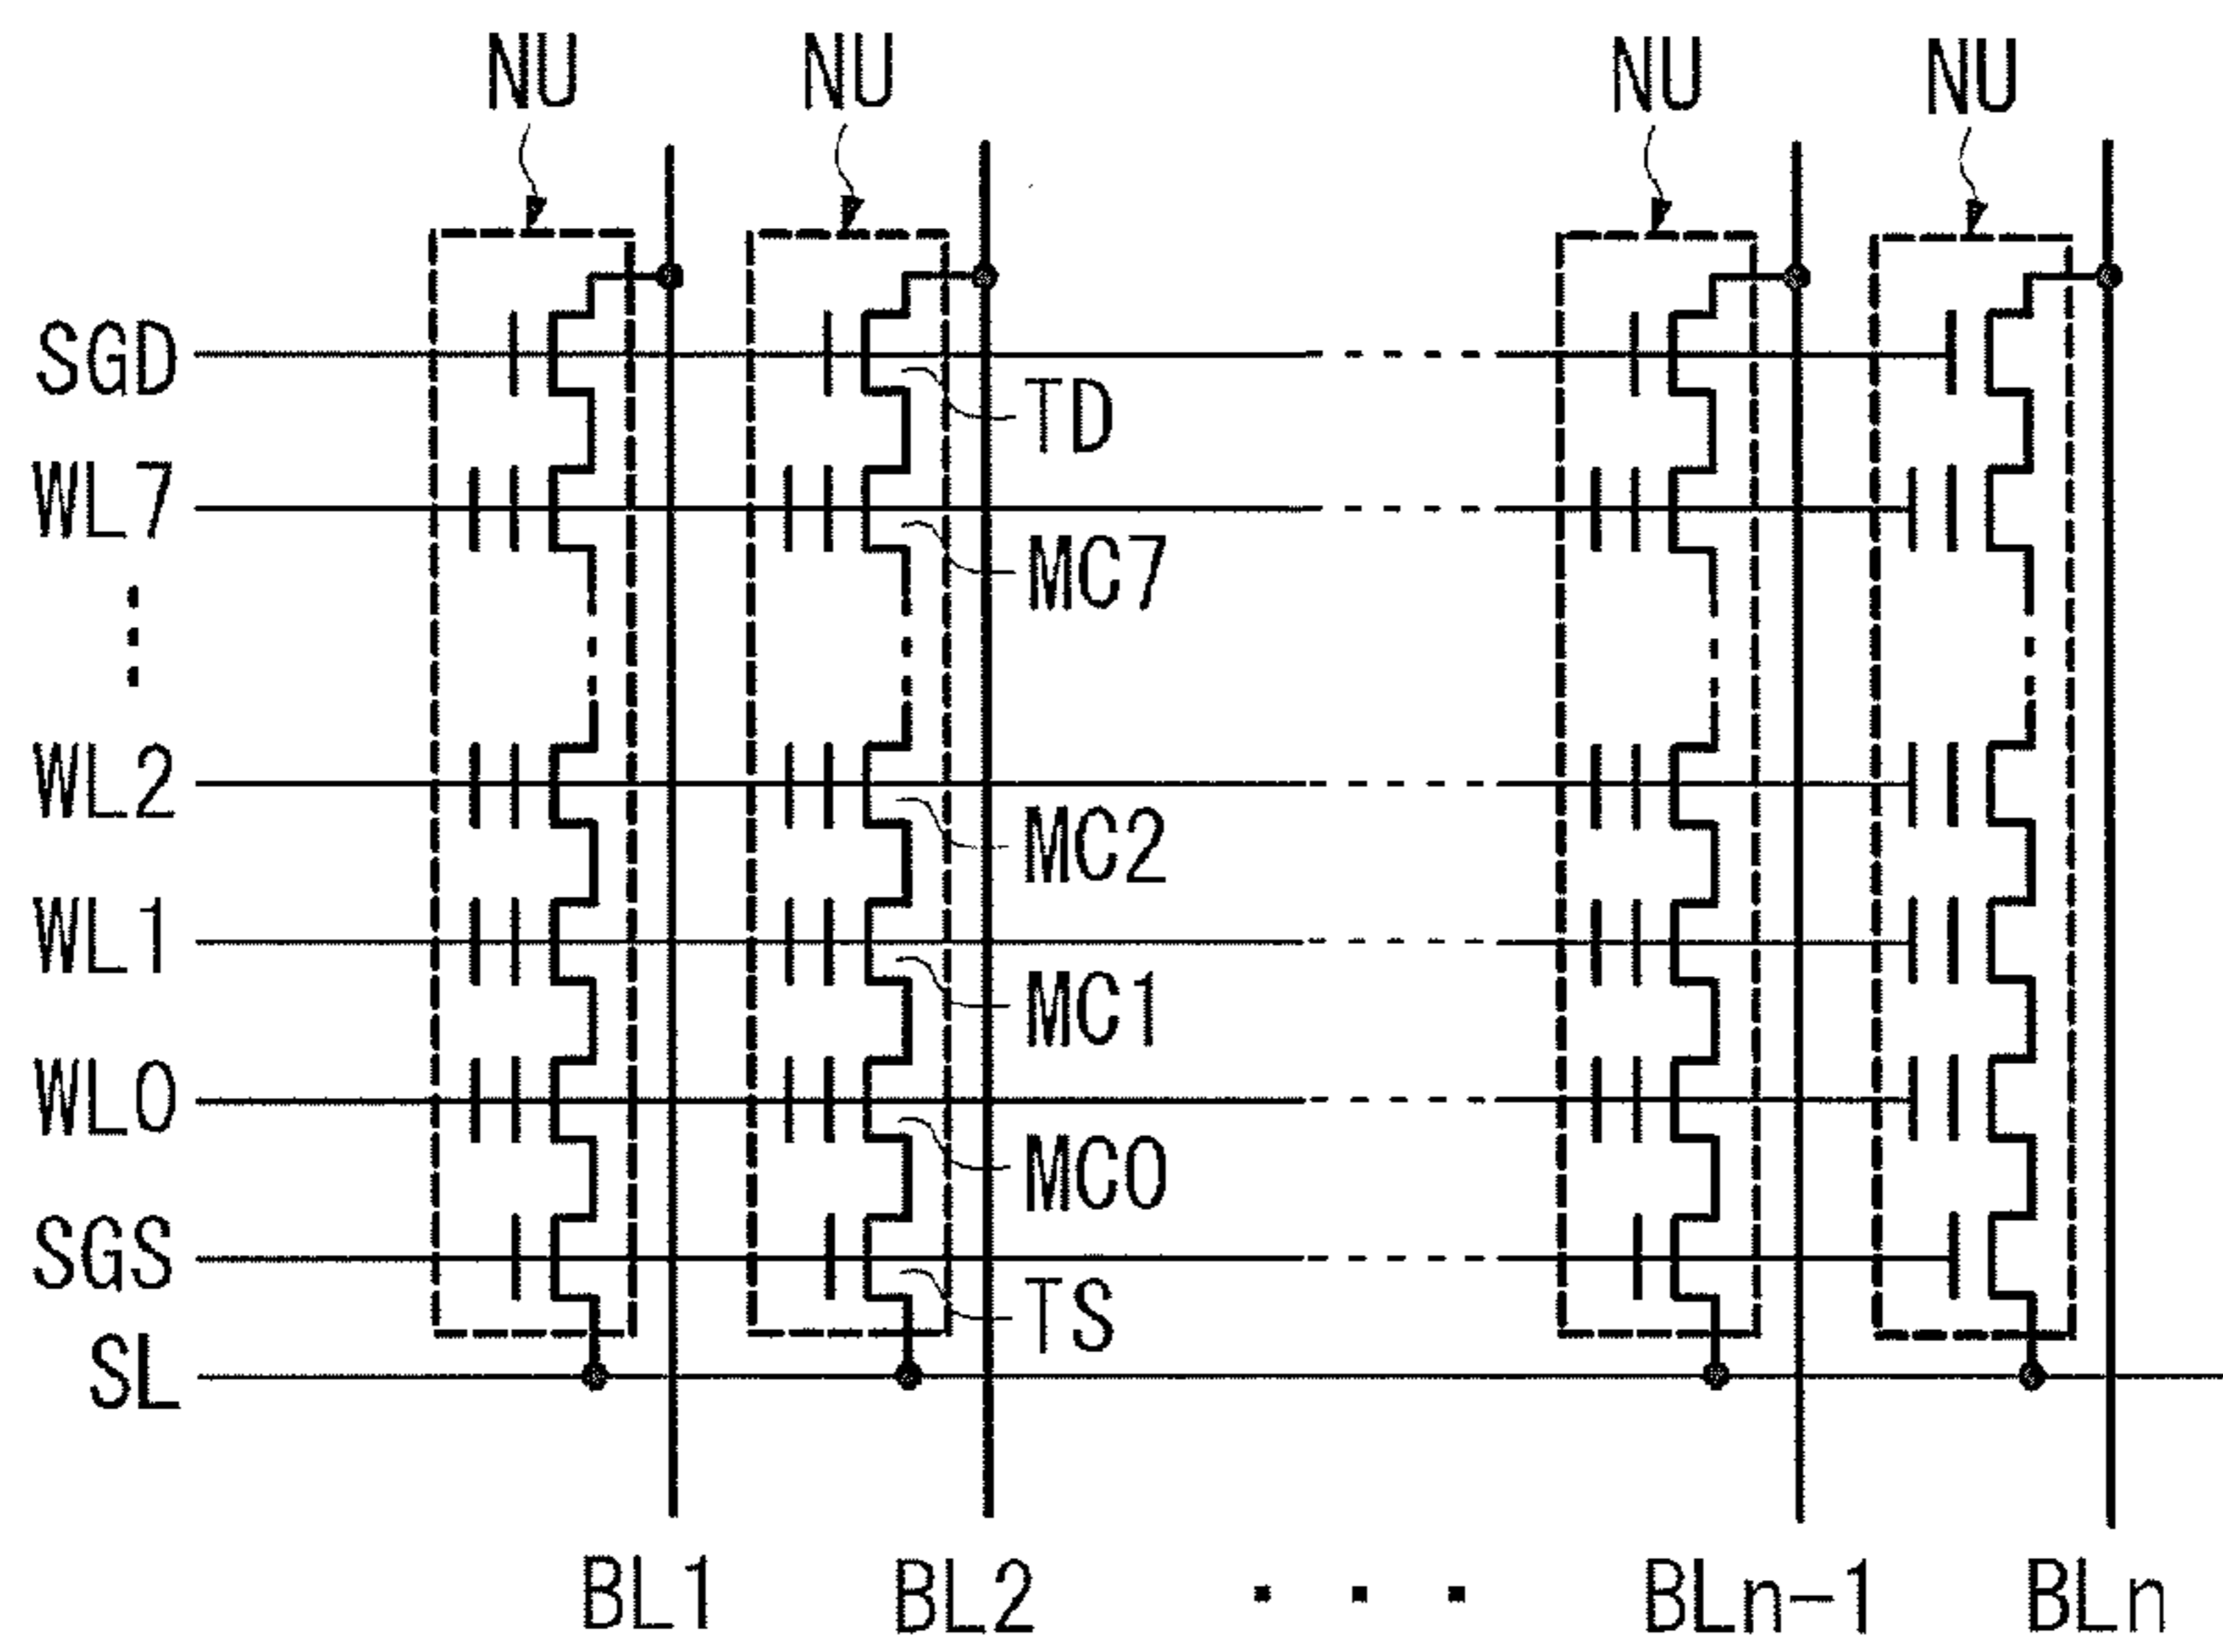 NU NU NU NU
SGD
TD
WL7
MC7
WL2
MC2
WL1
MC1
WL0
MC0
SGS
TS
SL
BL1 BL2 ... BLn-1 BLn